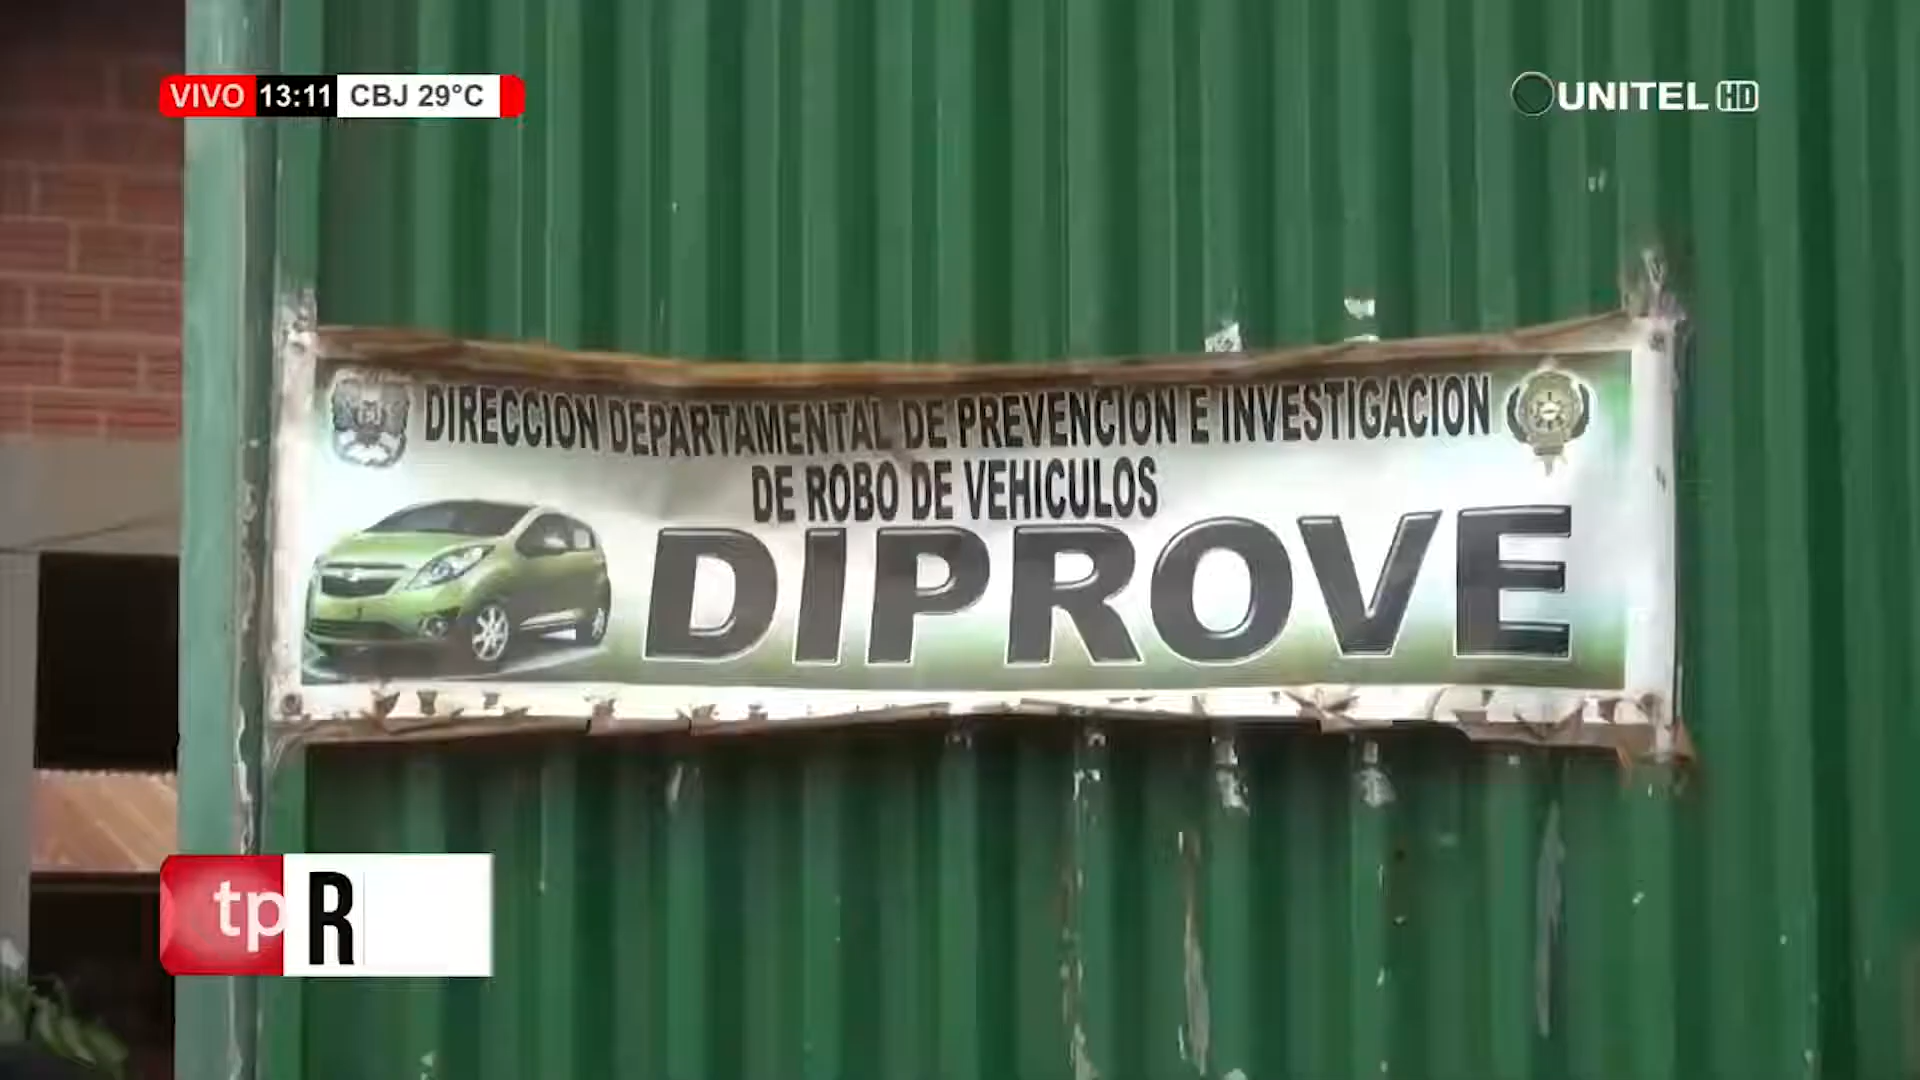 VIVO 13:11 CBJ 29°C
UNITEL HD
DIRECCION DEPARTAMENTAL DE PREVENCION E INVESTIGACION
DE ROBO DE VEHICULOS
DIPROVE
tp R